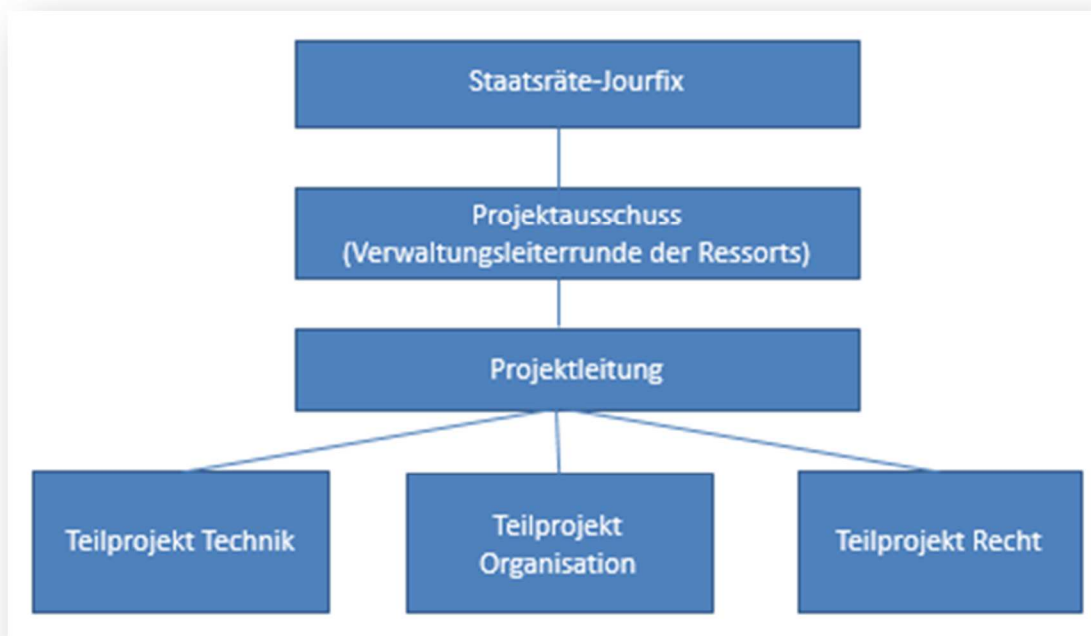 Staatsräte-Jourfix
Projektausschuss
(Verwaltungsleiterrunde der Ressorts)
Projektleitung
Teilprojekt Technik
Teilprojekt
Organisation
Teilprojekt Recht